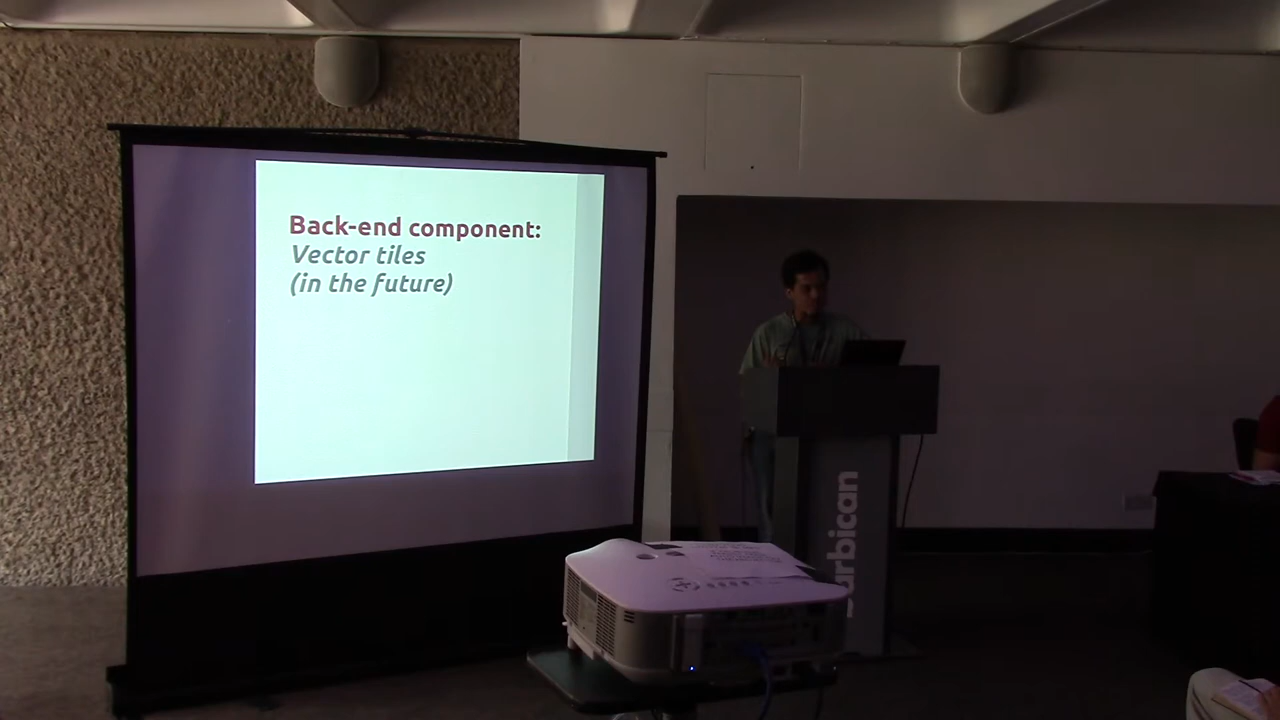 Back-end component:
Vector tiles
(in the future)
arbican